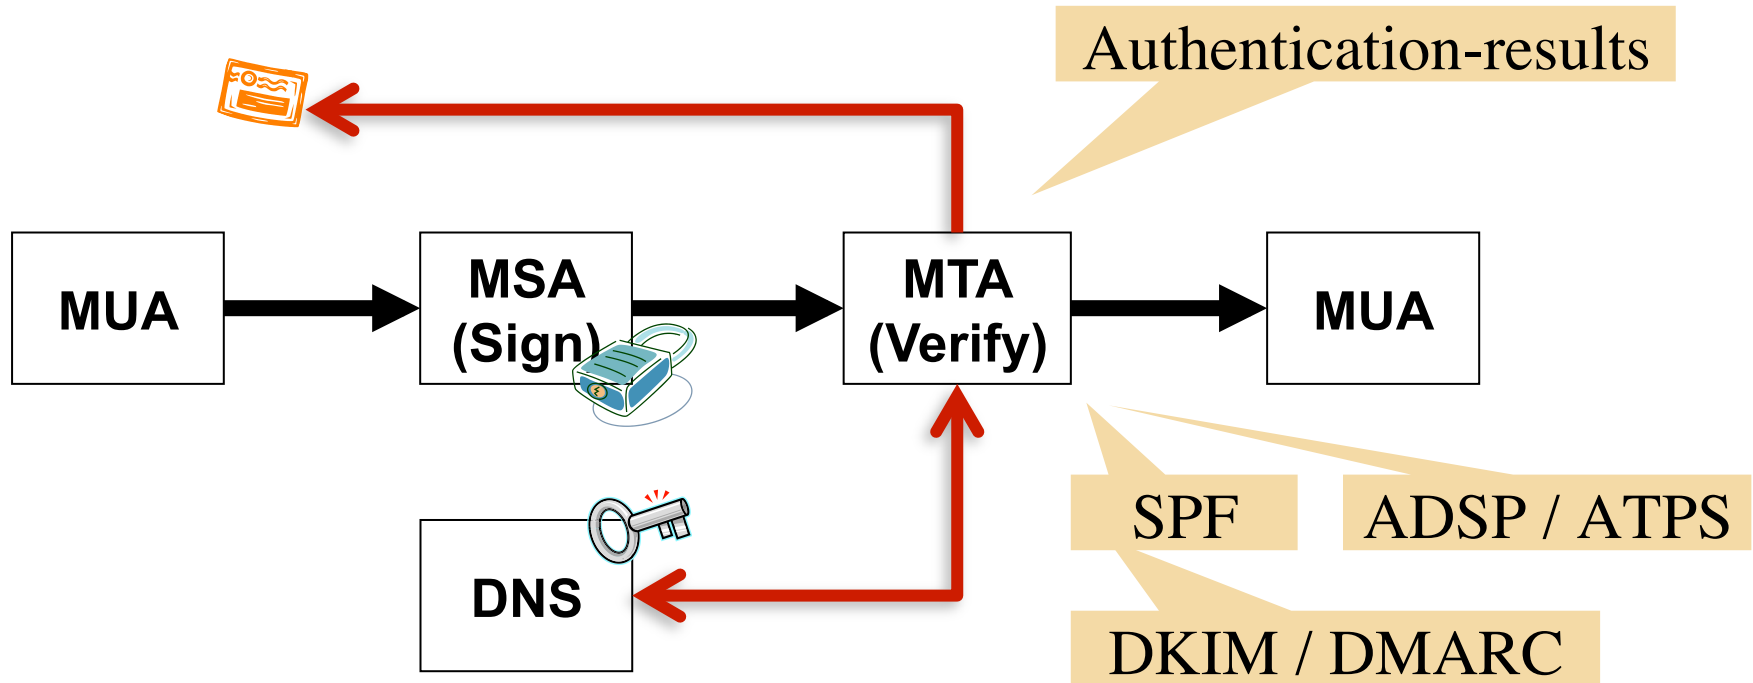 Authentication-results
MUA
MSA
(Sign)
MTA
(Verify)
MUA
SPF
ADSP / ATPS
DNS
DKIM / DMARC